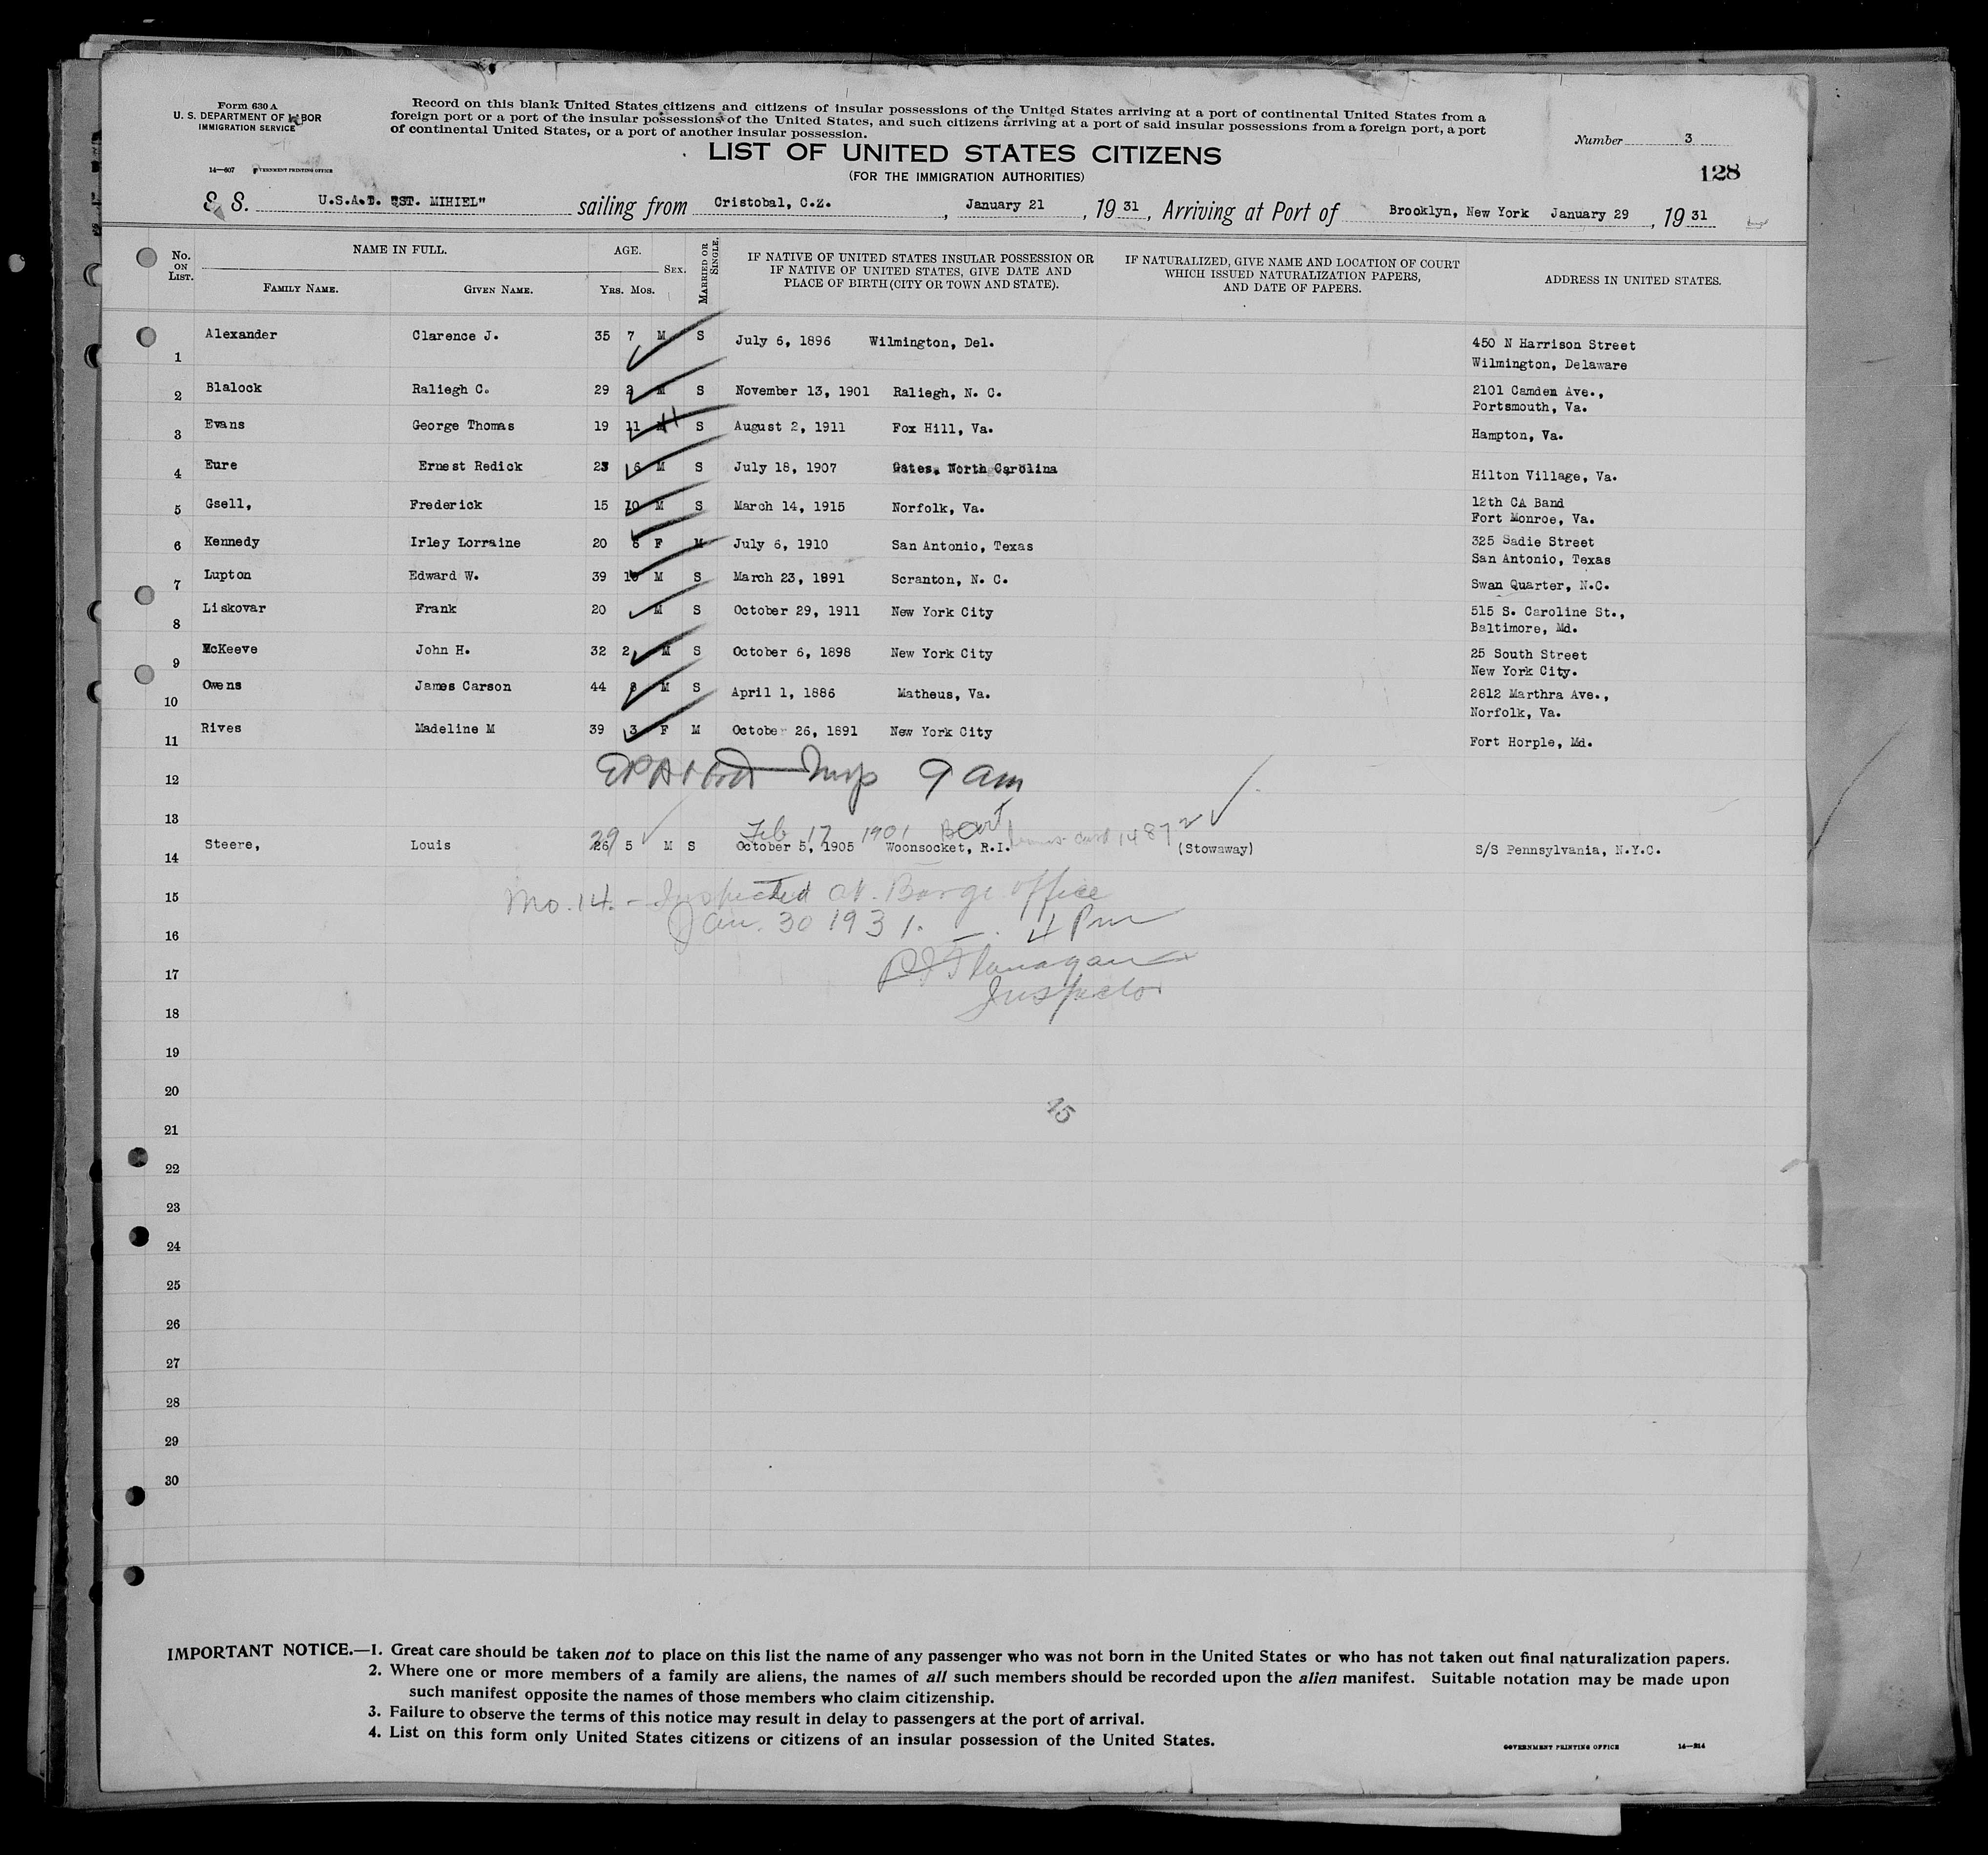 Form 630 A
U. S. DEPARTMENT OF LABOR
IMMIGRATION SERVICE
14—607 GOVERNMENT PRINTING OFFICE
Record on this blank United States citizens and citizens of insular possessions of the United States arriving at a port of continental United States from a
foreign port or a port of the insular possessions of the United States, and such citizens arriving at a port of said insular possessions from a foreign port, a port
of continental United States, or a port of another insular possession.
LIST OF UNITED STATES CITIZENS
(FOR THE IMMIGRATION AUTHORITIES)
Number 3
128
S. S. U.S.A.T. "ST. MIHIEL" sailing from Cristobal, C.Z. , January 21 , 19 31 , Arriving at Port of Brooklyn, New York January 29 , 19 31
No. ON LIST.
NAME IN FULL.
FAMILY NAME. GIVEN NAME.
AGE.
YRS. MOS.
SEX.
MARRIED OR SINGLE.
IF NATIVE OF UNITED STATES INSULAR POSSESSION OR
IF NATIVE OF UNITED STATES, GIVE DATE AND
PLACE OF BIRTH (CITY OR TOWN AND STATE).
IF NATURALIZED, GIVE NAME AND LOCATION OF COURT
WHICH ISSUED NATURALIZATION PAPERS,
AND DATE OF PAPERS.
ADDRESS IN UNITED STATES.
1 Alexander Clarence J. 35 7 M S July 6, 1896 Wilmington, Del. 450 N Harrison Street
Wilmington, Delaware
2 Blalock Raliegh C. 29 2 M S November 13, 1901 Raliegh, N. C. 2101 Camden Ave.,
Portsmouth, Va.
3 Evans George Thomas 19 11 M S August 2, 1911 Fox Hill, Va. Hampton, Va.
4 Eure Ernest Redick 23 6 M S July 18, 1907 Gates, North Carolina Hilton Village, Va.
5 Gsell, Frederick 15 10 M S March 14, 1915 Norfolk, Va. 12th CA Band
Fort Monroe, Va.
6 Kennedy Irley Lorraine 20 6 F M July 6, 1910 San Antonio, Texas 325 Sadie Street
San Antonio, Texas
7 Lupton Edward W. 39 10 M S March 23, 1891 Scranton, N. C. Swan Quarter, N.C.
8 Liskovar Frank 20 M S October 29, 1911 New York City 515 S. Caroline St.,
Baltimore, Md.
9 McKeeve John H. 32 2 M S October 6, 1898 New York City 25 South Street
New York City.
10 Owens James Carson 44 8 M S April 1, 1886 Matheus, Va. 2812 Marthra Ave.,
Norfolk, Va.
11 Rives Madeline M 39 3 F M October 26, 1891 New York City Fort Horple, Md.
12 Insp 9 am
13
29 Feb 17 1901
14 Steere, Louis 26 5 M S October 5, 1905 Woonsocket, R.I. 1487 (Stowaway) S/S Pennsylvania, N.Y.C.
15 No. 14. - Inspected at Barge Office
16 Jan. 30 1931. — 4 Pm
17 P J Flanagan
18 Inspector
19
20
45
21
22
23
24
25
26
27
28
29
30
IMPORTANT NOTICE.—1. Great care should be taken not to place on this list the name of any passenger who was not born in the United States or who has not taken out final naturalization papers.
2. Where one or more members of a family are aliens, the names of all such members should be recorded upon the alien manifest. Suitable notation may be made upon
such manifest opposite the names of those members who claim citizenship.
3. Failure to observe the terms of this notice may result in delay to passengers at the port of arrival.
4. List on this form only United States citizens or citizens of an insular possession of the United States.
GOVERNMENT PRINTING OFFICE 14—214